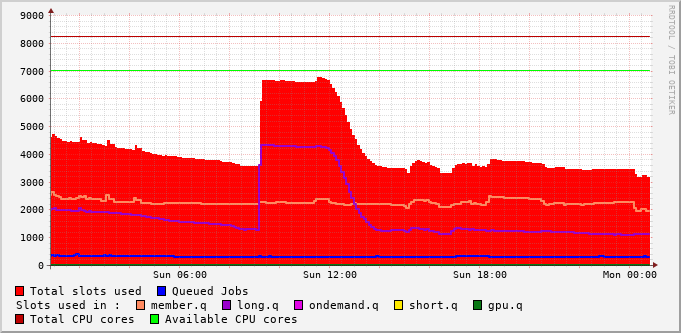 RRDTOOL / TOBI OETIKER
9000
8000
7000
6000
5000
4000
3000
2000
1000
0
Sun 06:00 Sun 12:00 Sun 18:00 Mon 00:00
Total slots used Queued Jobs
Slots used in : member.q long.q ondemand.q short.q gpu.q
Total CPU cores Available CPU cores